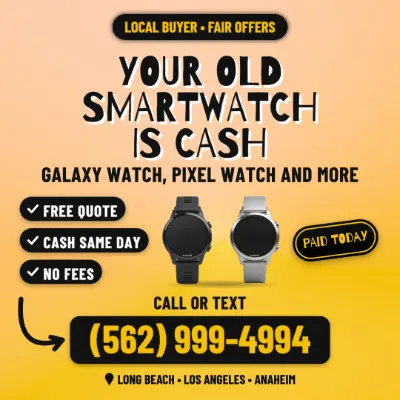 LOCAL BUYER • FAIR OFFERS
YOUR OLD
SMARTWATCH
IS CASH
GALAXY WATCH, PIXEL WATCH AND MORE
✓ FREE QUOTE
✓ CASH SAME DAY
✓ NO FEES
PAID TODAY
CALL OR TEXT
(562) 999-4994
LONG BEACH • LOS ANGELES • ANAHEIM